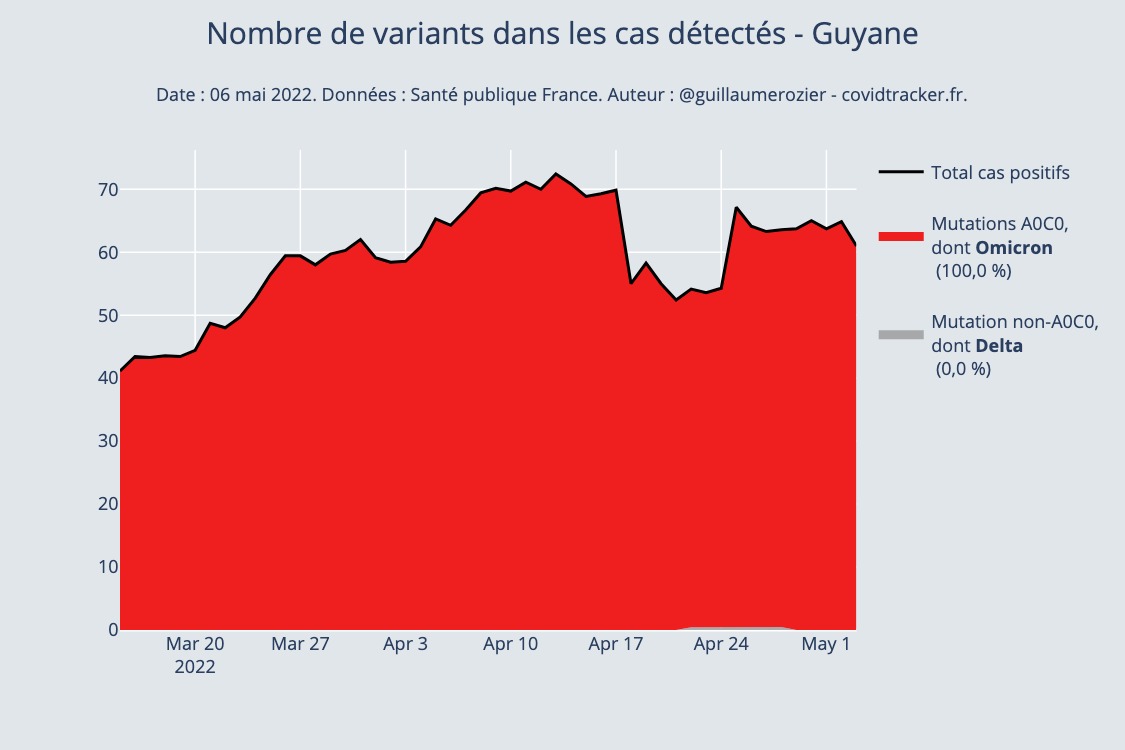 Nombre de variants dans les cas détectés - Guyane
Date : 06 mai 2022. Données : Santé publique France. Auteur : @guillaumerozier - covidtracker.fr.
70
60
50
40
30
20
10
0
Mar 20
2022
Mar 27
Apr 3
Apr 10
Apr 17
Apr 24
May 1
Total cas positifs
Mutations A0C0,
dont Omicron
(100,0 %)
Mutation non-A0C0,
dont Delta
(0,0 %)